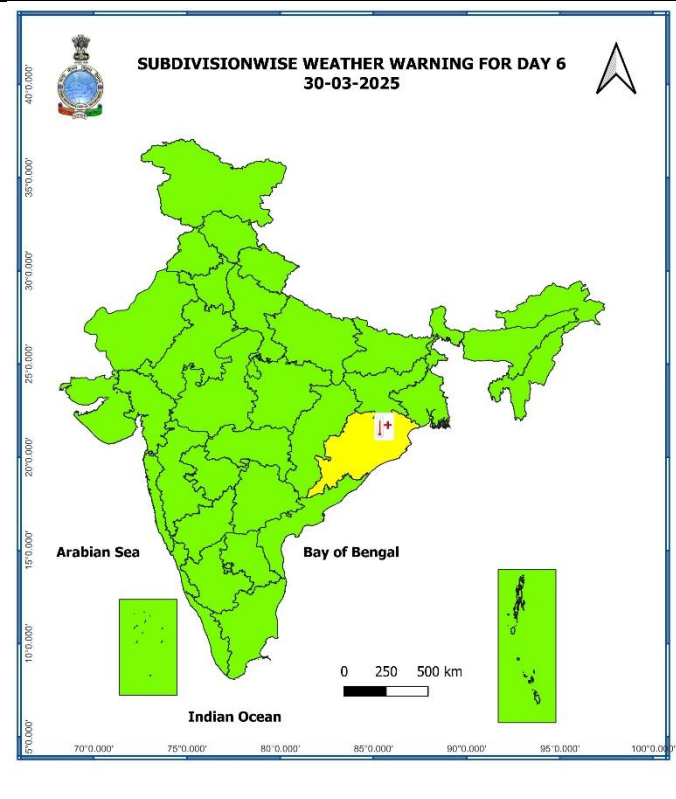 SUBDIVISIONWISE WEATHER WARNING FOR DAY 6
30-03-2025
40°0.000'
35°0.000'
30°0.000'
25°0.000'
20°0.000'
15°0.000'
10°0.000'
5°0.000'
+
Arabian Sea
Bay of Bengal
0 250 500 km
Indian Ocean
70°0.000' 75°0.000' 80°0.000' 85°0.000' 90°0.000' 95°0.000' 100°0.000'